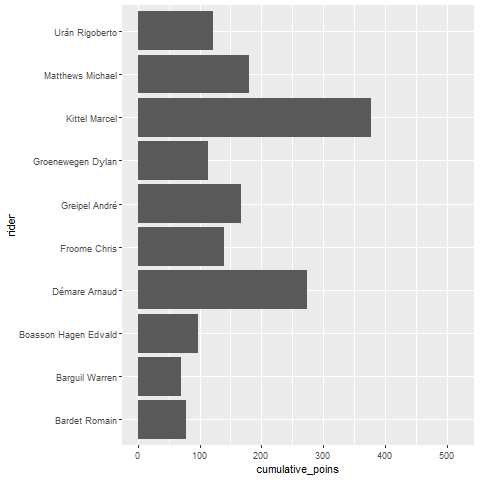 Urán Rigoberto
Matthews Michael
Kittel Marcel
Groenewegen Dylan
Greipel André
Froome Chris
Démare Arnaud
Boasson Hagen Edvald
Barguil Warren
Bardet Romain
rider
0 100 200 300 400 500
cumulative_poins